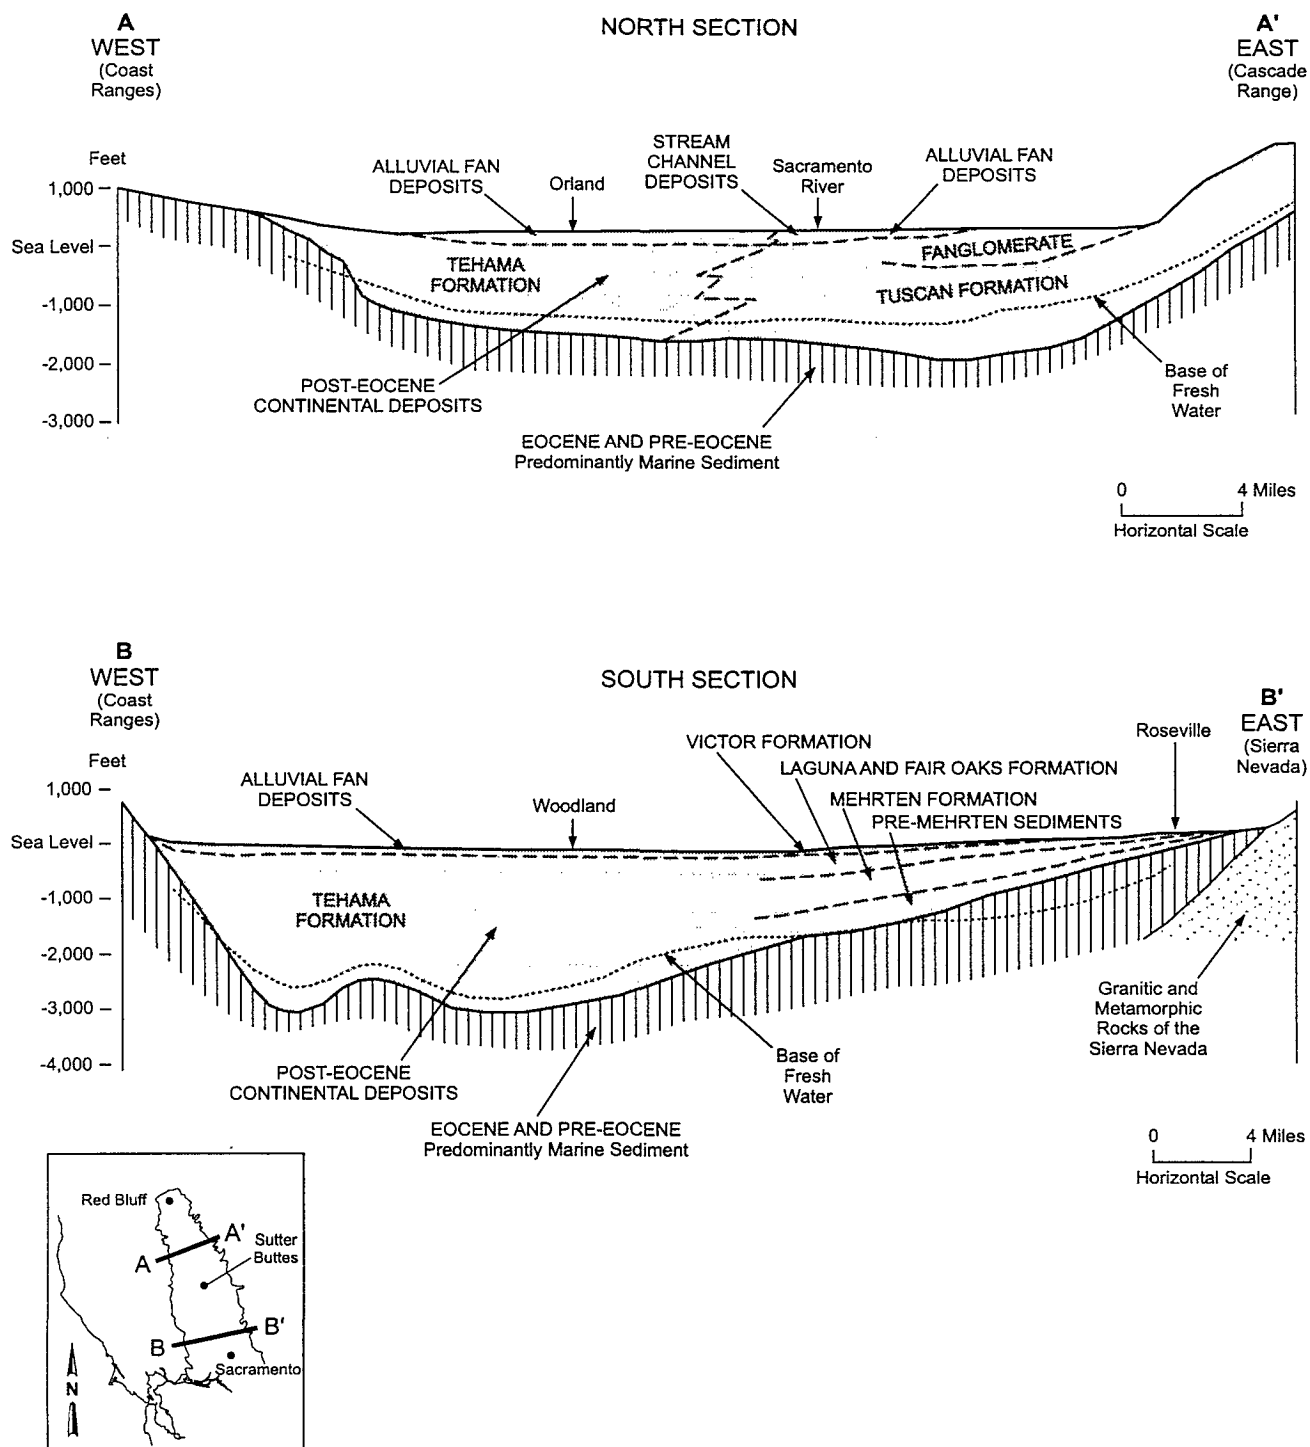 A
WEST
(Coast
Ranges)
NORTH SECTION
A'
EAST
(Cascade
Range)
Feet
1,000
Sea Level
-1,000
-2,000
-3,000
ALLUVIAL FAN
DEPOSITS
Orland
STREAM
CHANNEL
DEPOSITS
Sacramento
River
ALLUVIAL FAN
DEPOSITS
TEHAMA
FORMATION
FANGLOMERATE
TUSCAN FORMATION
POST-EOCENE
CONTINENTAL DEPOSITS
EOCENE AND PRE-EOCENE
Predominantly Marine Sediment
Base of
Fresh
Water
0 4 Miles
Horizontal Scale
B
WEST
(Coast
Ranges)
SOUTH SECTION
B'
EAST
(Sierra
Nevada)
Feet
1,000
Sea Level
-1,000
-2,000
-3,000
-4,000
ALLUVIAL FAN
DEPOSITS
Woodland
VICTOR FORMATION
LAGUNA AND FAIR OAKS FORMATION
MEHRTEN FORMATION
PRE-MEHRTEN SEDIMENTS
Roseville
TEHAMA
FORMATION
POST-EOCENE
CONTINENTAL DEPOSITS
EOCENE AND PRE-EOCENE
Predominantly Marine Sediment
Base of
Fresh
Water
Granitic and
Metamorphic
Rocks of the
Sierra Nevada
0 4 Miles
Horizontal Scale
Red Bluff
A
A'
Sutter
Buttes
B
B'
Sacramento
N